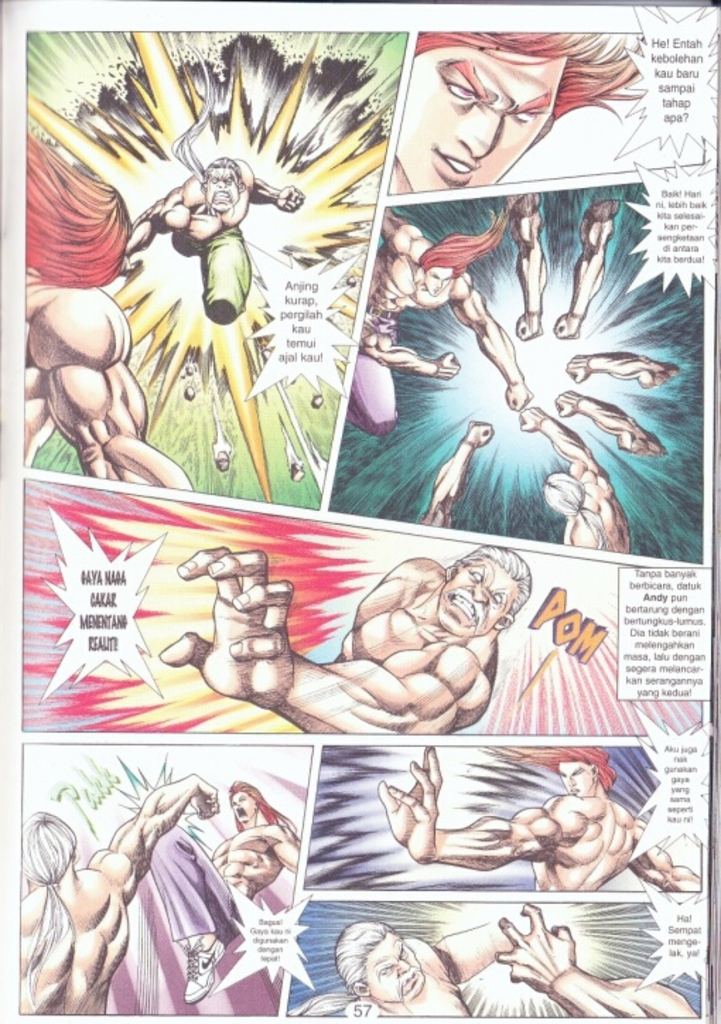 He! Entah
kebolehan
kau baru
sampai
tahap
apa?
Anjing
kurap,
pergilah
kau
temui
ajal kau!
Baik! Hari
ni, lebih baik
kita selesai-
kan per-
sengketaan
di antara
kita berdua!
GAYA NAGA
CAKAR
MENENTANG
REALITI!
POM
Tanpa banyak
berbicara, datuk
Andy pun
bertarung dengan
bertungkus-lumus.
Dia tidak berani
melengahkan
masa, lalu dengan
segera melancar-
kan serangannya
yang kedua!
Pakk
Bagus!
Gaya kau ni
digunakan
dengan
tepat!
Aku juga
nak
gunakan
gaya
yang
sama
seperti
kau ni!
Ha!
Sempat
menge-
lak, ya!
57